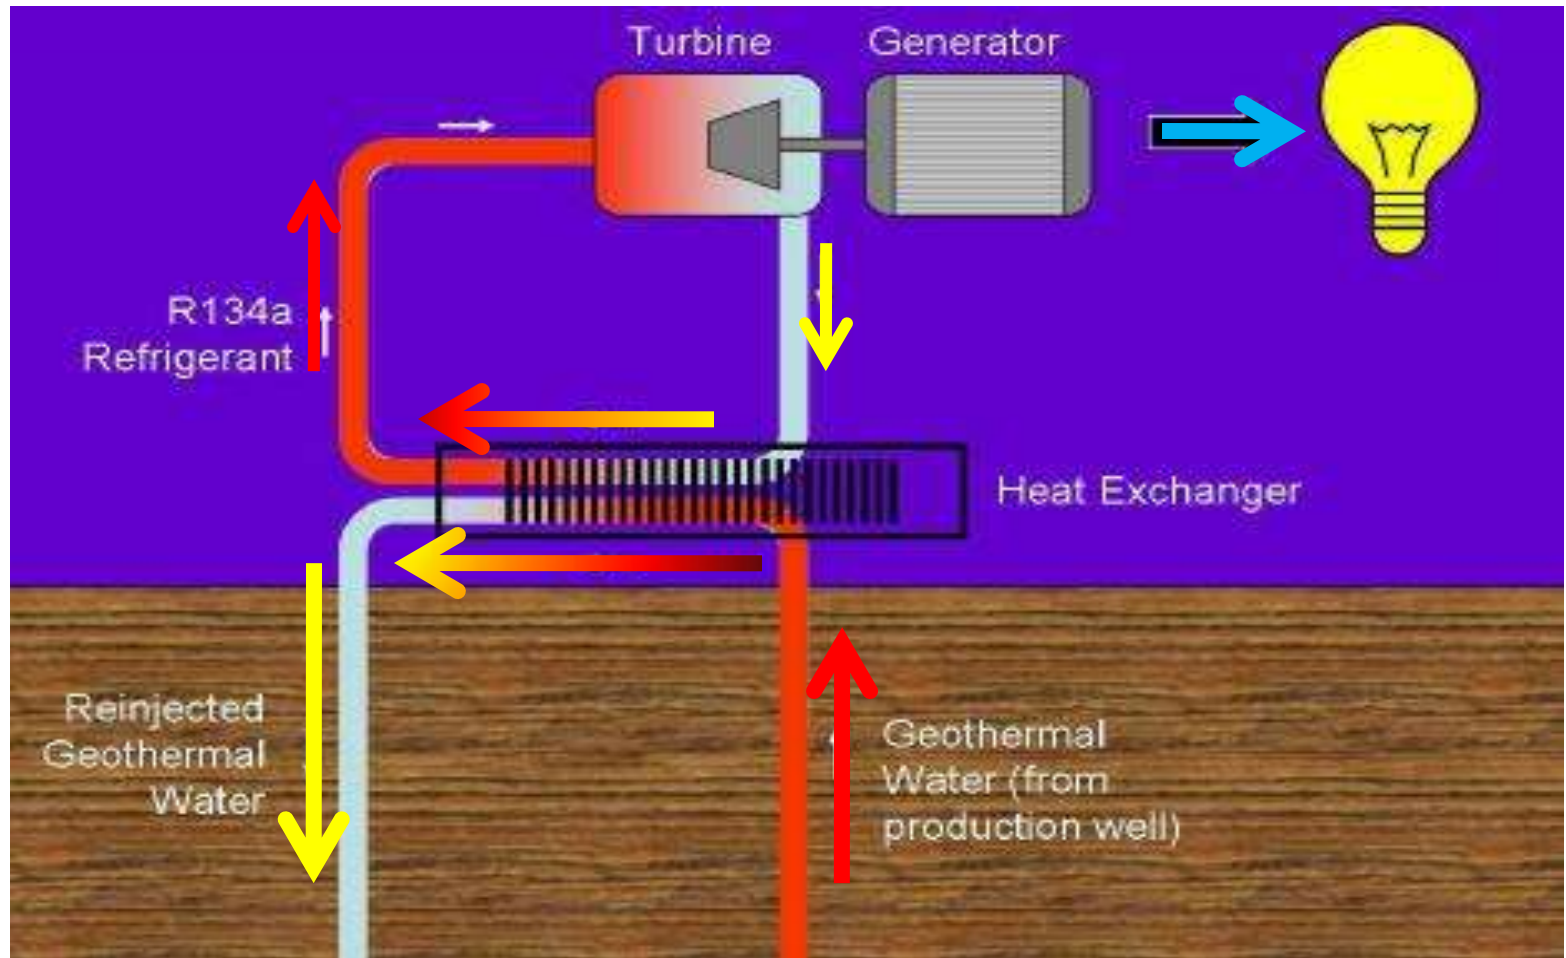 Turbine
Generator
R134a
Refrigerant
Heat Exchanger
Reinjected
Geothermal
Water
Geothermal
Water (from
production well)